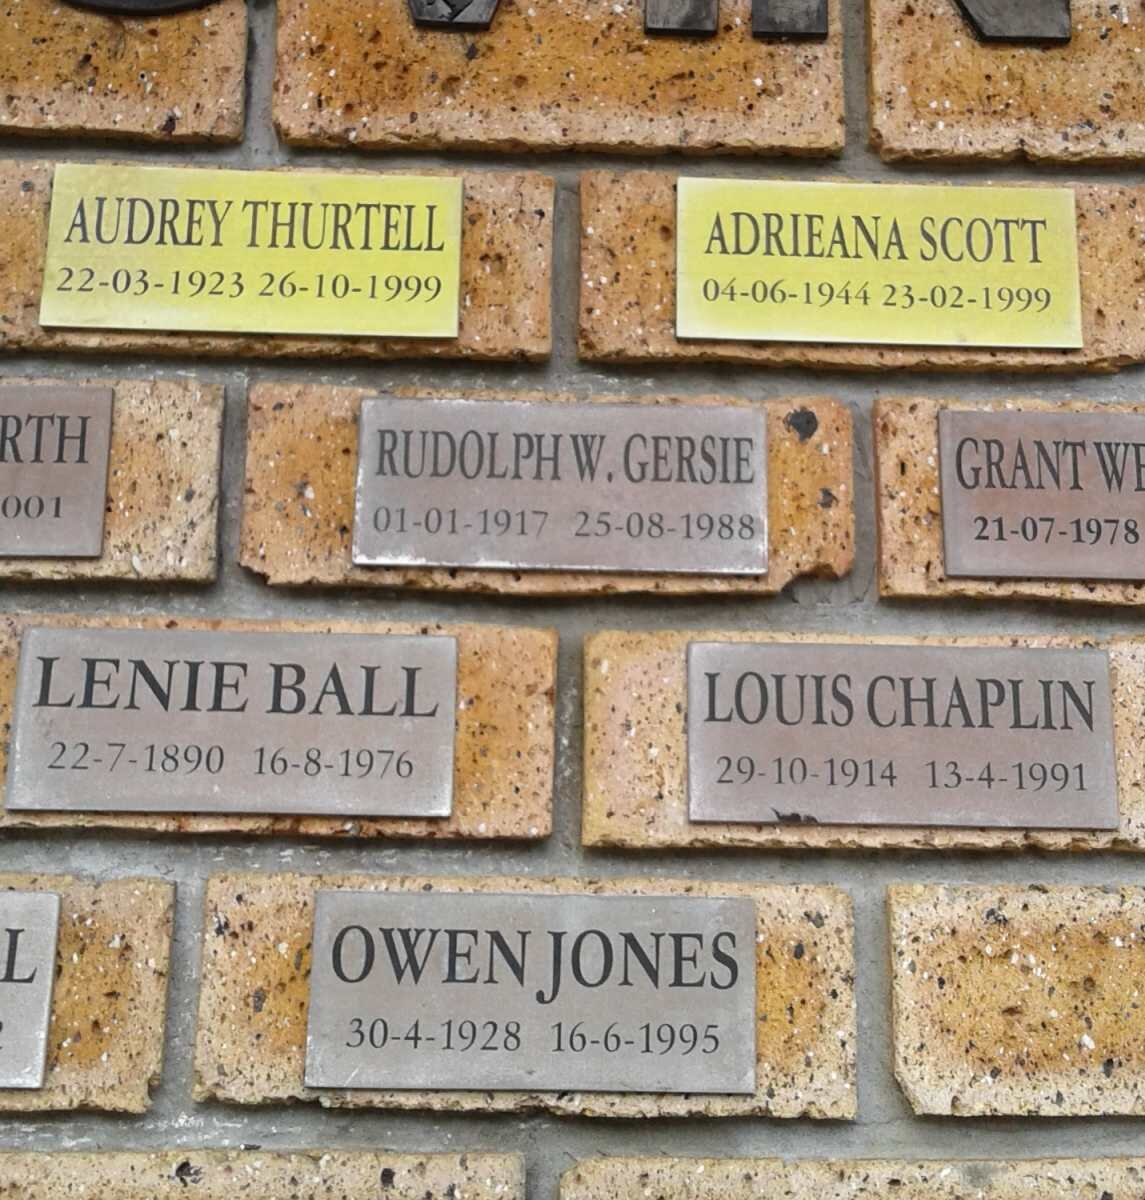 AUDREY THURTELL
22-03-1923 26-10-1999
ADRIEANA SCOTT
04-06-1944 23-02-1999
RUDOLPH W. GERSIE
01-01-1917 25-08-1988
GRANT
21-07-1978
LENIE BALL
22-7-1890 16-8-1976
LOUIS CHAPLIN
29-10-1914 13-4-1991
OWEN JONES
30-4-1928 16-6-1995